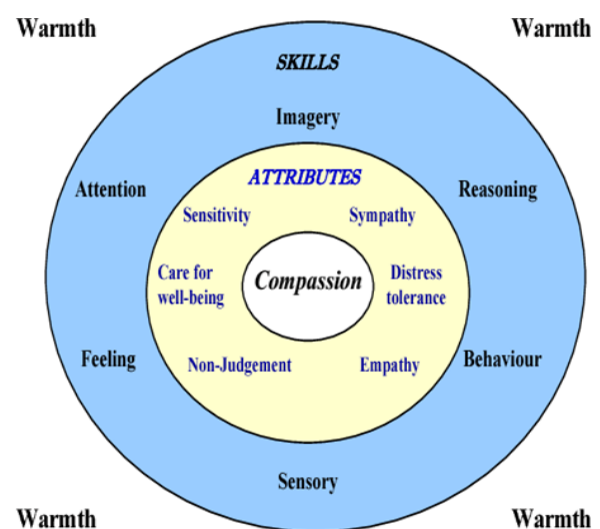 Warmth
Warmth
SKILLS
Imagery
Attention
Reasoning
ATTRIBUTES
Sensitivity
Sympathy
Care for
well-being
Compassion
Distress
tolerance
Feeling
Non-Judgement
Empathy
Behaviour
Sensory
Warmth
Warmth